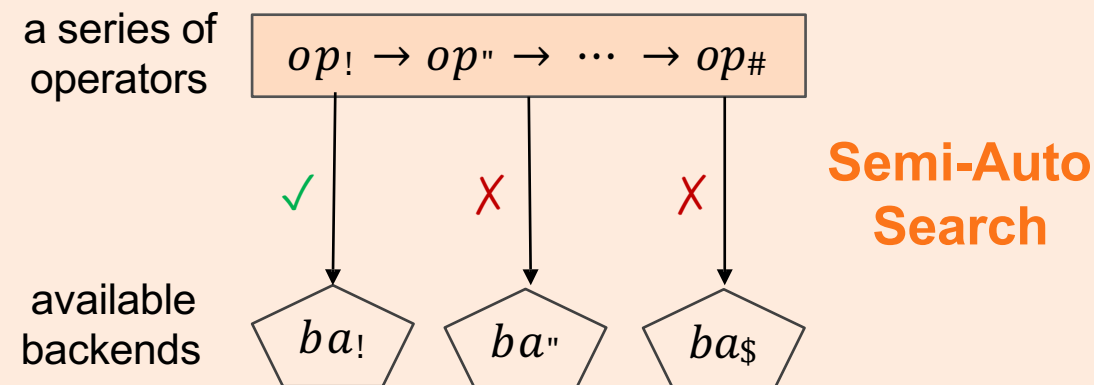 a series of
operators
op! → op" → ⋯ → op#
✓ ✗ ✗
Semi-Auto
Search
available
backends
ba! ba" ba$